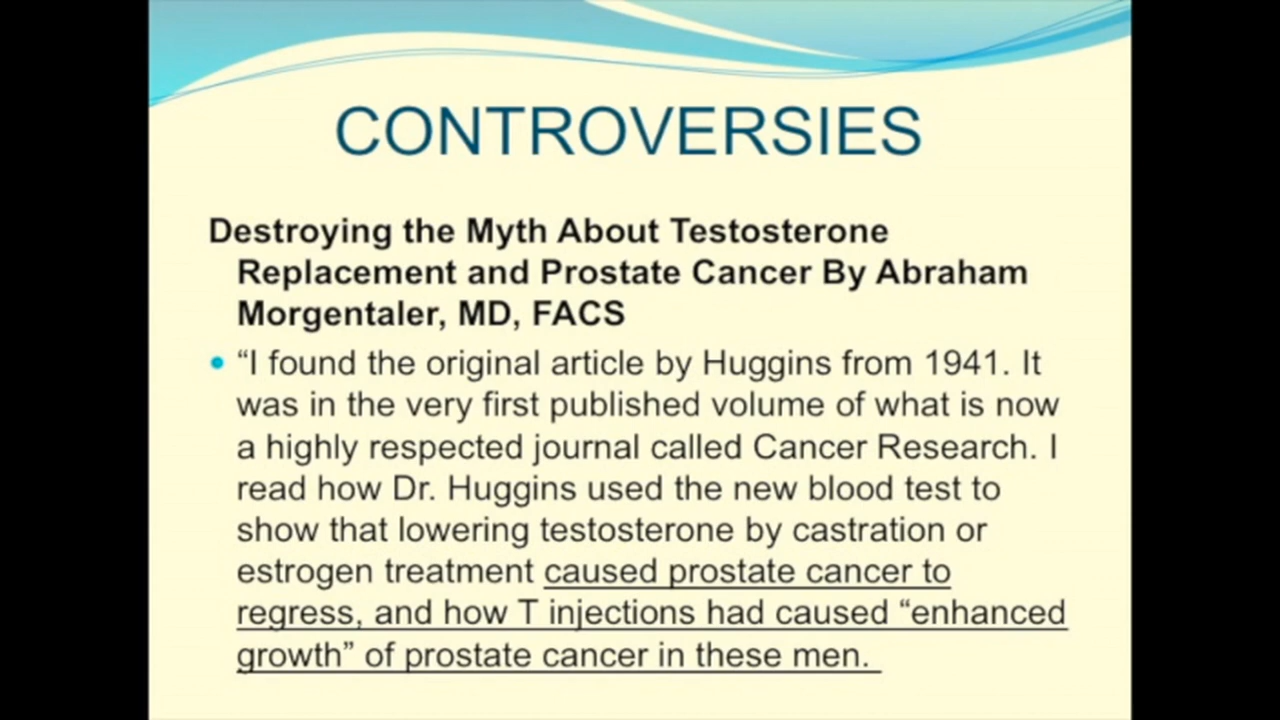 CONTROVERSIES
Destroying the Myth About Testosterone
Replacement and Prostate Cancer By Abraham
Morgentaler, MD, FACS
• “I found the original article by Huggins from 1941. It
was in the very first published volume of what is now
a highly respected journal called Cancer Research. I
read how Dr. Huggins used the new blood test to
show that lowering testosterone by castration or
estrogen treatment caused prostate cancer to
regress, and how T injections had caused “enhanced
growth” of prostate cancer in these men.